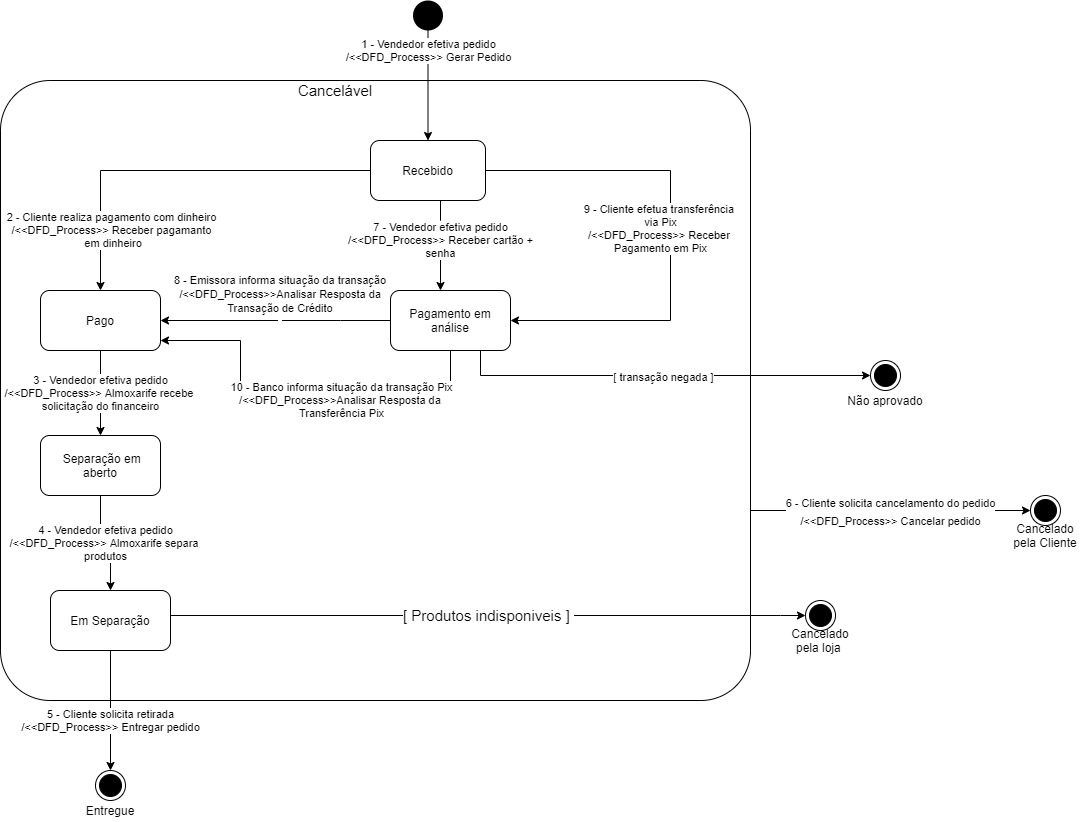 1 - Vendedor efetiva pedido
/<<DFD_Process>> Gerar Pedido
Cancelável
Recebido
2 - Cliente realiza pagamento com dinheiro
/<<DFD_Process>> Receber pagamanto
em dinheiro
7 - Vendedor efetiva pedido
/<<DFD_Process>> Receber cartão +
senha
9 - Cliente efetua transferência
via Pix
/<<DFD_Process>> Receber
Pagamento em Pix
8 - Emissora informa situação da transação
/<<DFD_Process>>Analisar Resposta da
Transação de Crédito
Pago
Pagamento em
análise
3 - Vendedor efetiva pedido
/<<DFD_Process>> Almoxarife recebe
solicitação do financeiro
10 - Banco informa situação da transação Pix
/<<DFD_Process>>Analisar Resposta da
Transferência Pix
[ transação negada ]
Não aprovado
Separação em
aberto
6 - Cliente solicita cancelamento do pedido
/<<DFD_Process>> Cancelar pedido
Cancelado
pela Cliente
4 - Vendedor efetiva pedido
/<<DFD_Process>> Almoxarife separa
produtos
Em Separação
[ Produtos indisponiveis ]
Cancelado
pela loja
5 - Cliente solicita retirada
/<<DFD_Process>> Entregar pedido
Entregue